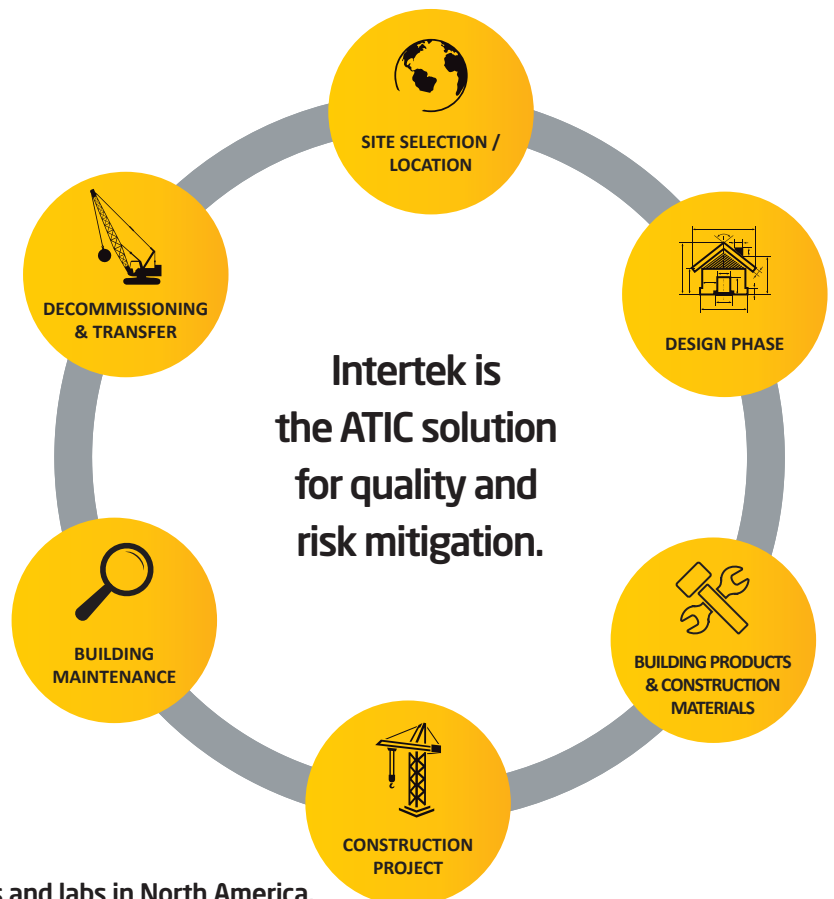 SITE SELECTION /
LOCATION
DESIGN PHASE
BUILDING PRODUCTS
& CONSTRUCTION
MATERIALS
CONSTRUCTION
PROJECT
BUILDING
MAINTENANCE
DECOMMISSIONING
& TRANSFER
Intertek is
the ATIC solution
for quality and
risk mitigation.
and labs in North America